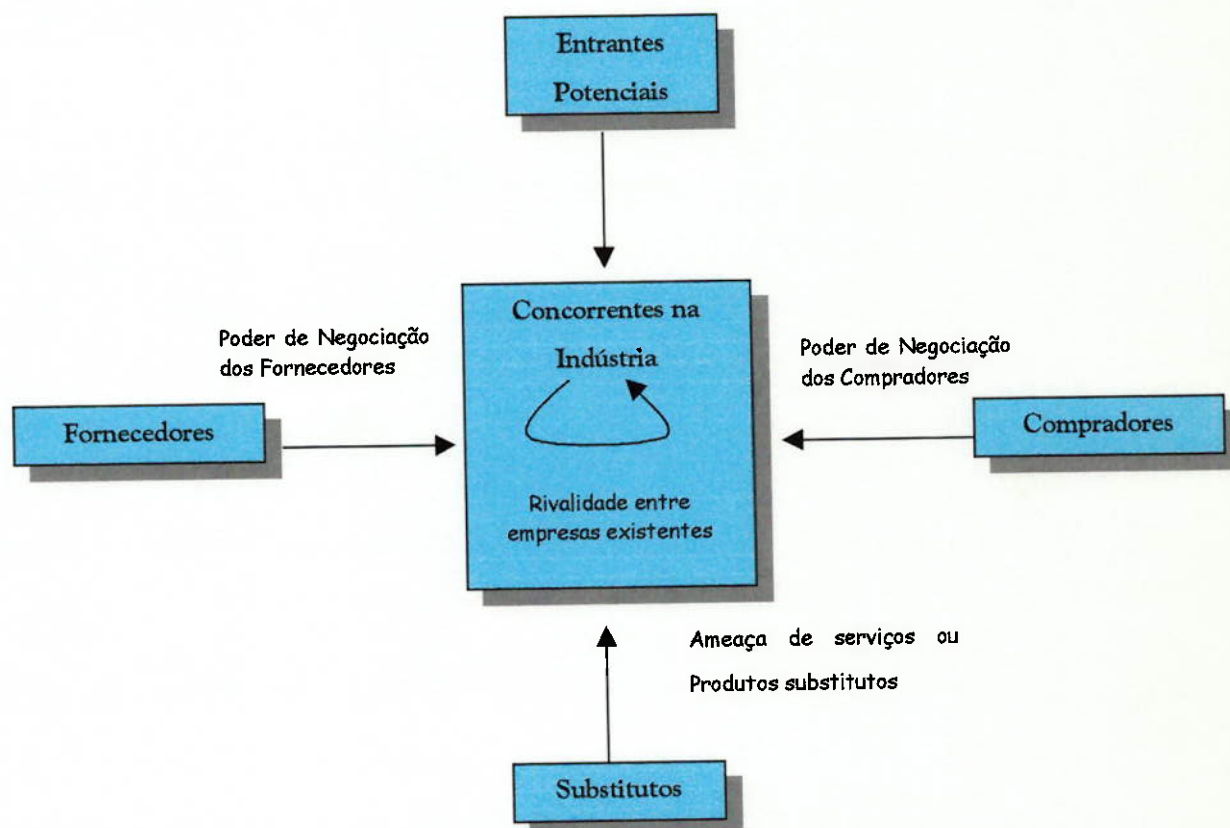 Entrantes
Potenciais
Concorrentes na
Indústria
Poder de Negociação
dos Fornecedores
Poder de Negociação
dos Compradores
Fornecedores
Compradores
Rivalidade entre
empresas existentes
Ameaça de serviços ou
Produtos substitutos
Substitutos